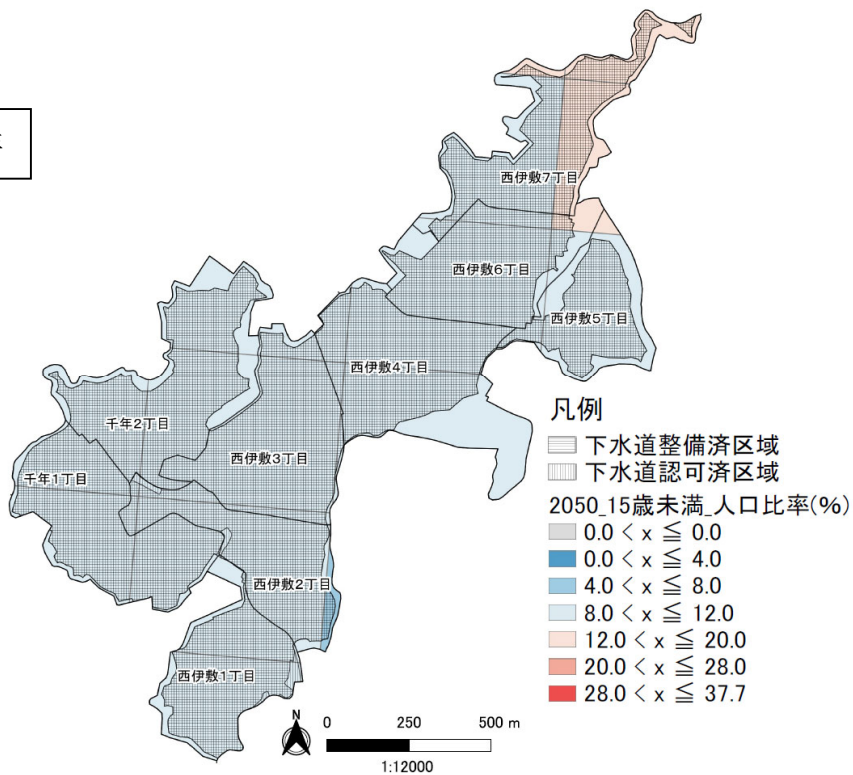 西伊敷7丁目
西伊敷6丁目
西伊敷5丁目
西伊敷4丁目
千年2丁目
西伊敷3丁目
千年1丁目
西伊敷2丁目
西伊敷1丁目
凡例
下水道整備済区域
下水道認可済区域
2050_15歳未満_人口比率(%)
0.0 < x ≦ 0.0
0.0 < x ≦ 4.0
4.0 < x ≦ 8.0
8.0 < x ≦ 12.0
12.0 < x ≦ 20.0
20.0 < x ≦ 28.0
28.0 < x ≦ 37.7
N
0 250 500 m
1:12000